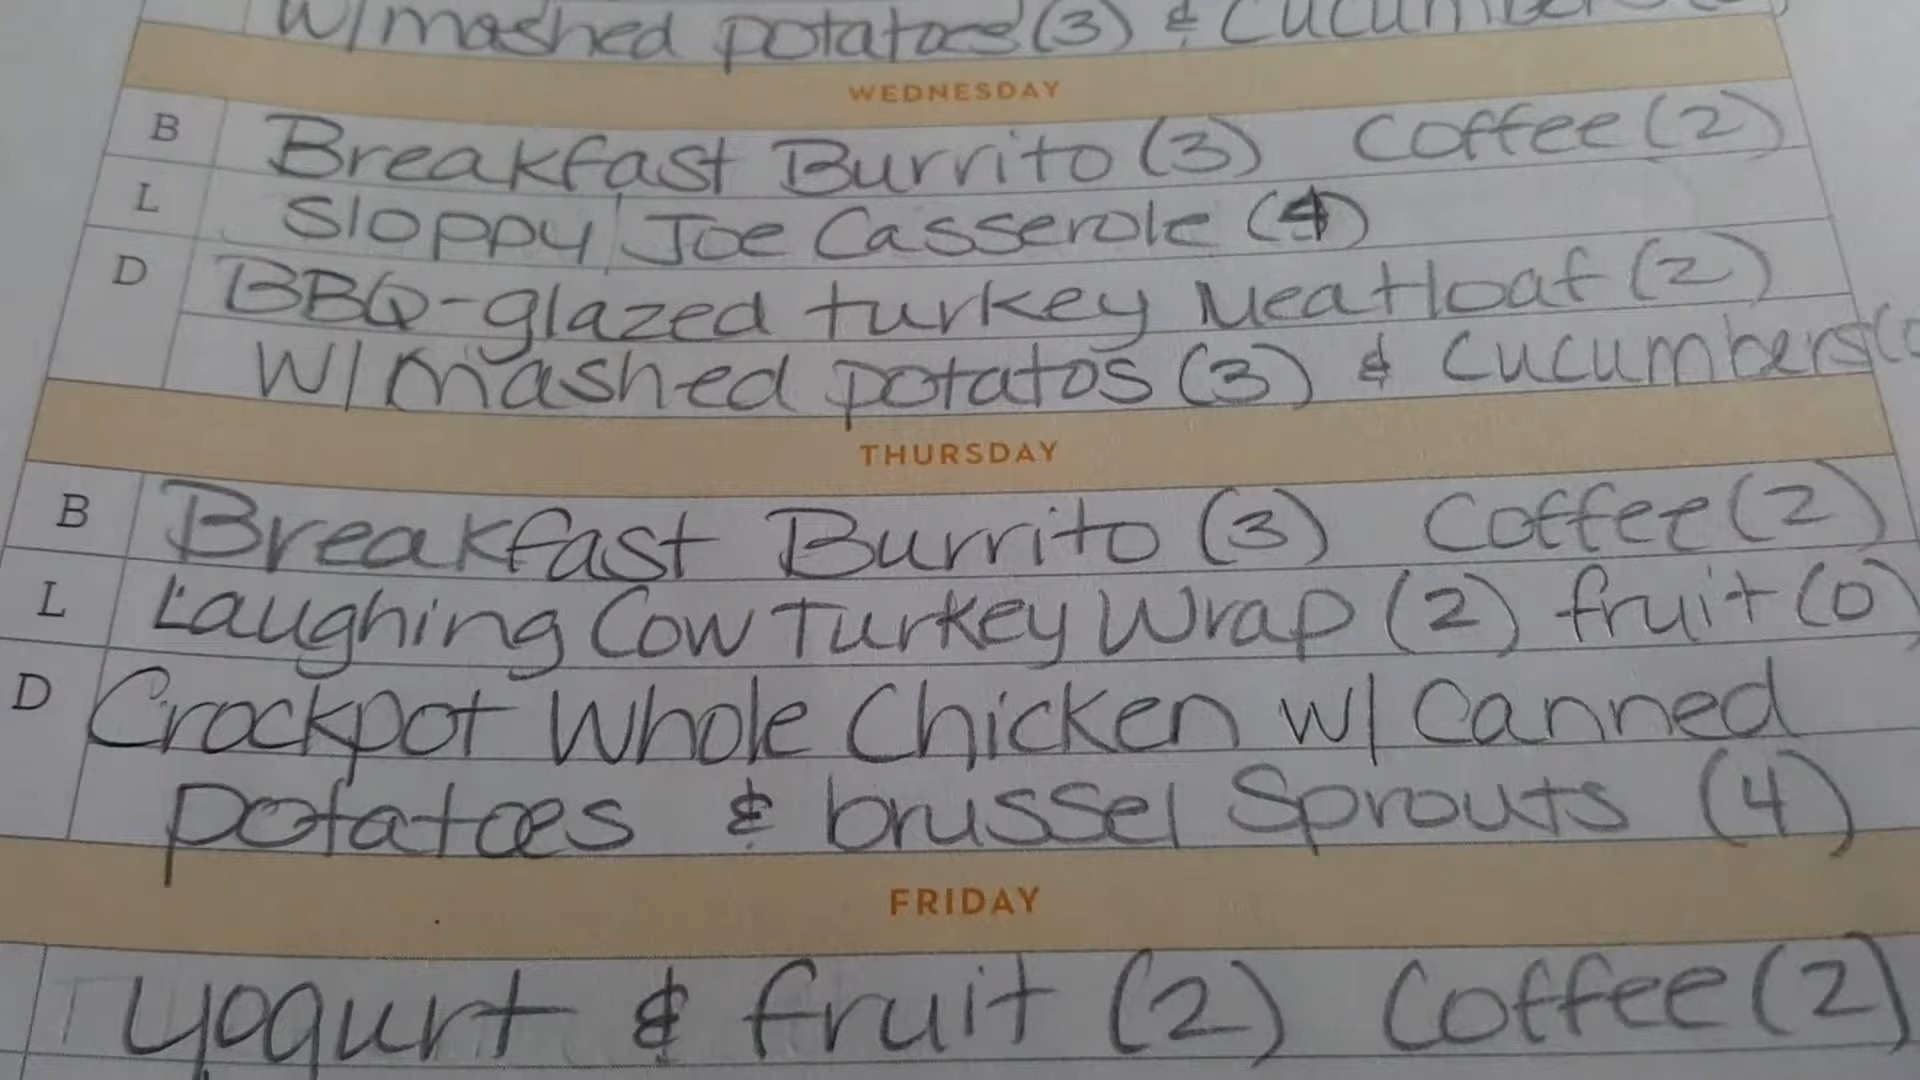 W/mashed potatoes (3) &
WEDNESDAY
B Breakfast Burrito (3) Coffee (2)
L Sloppy Joe Casserole (4)
D BBQ-glazed turkey Meatloaf (2)
W/mashed potatos (3) & Cucumbers
THURSDAY
B Breakfast Burrito (3) Coffee (2)
L Laughing Cow Turkey Wrap (2) fruit (0)
D Crockpot Whole Chicken w/ Canned
potatoes & brussel Sprouts (4)
FRIDAY
yogurt & fruit (2) Coffee (2)